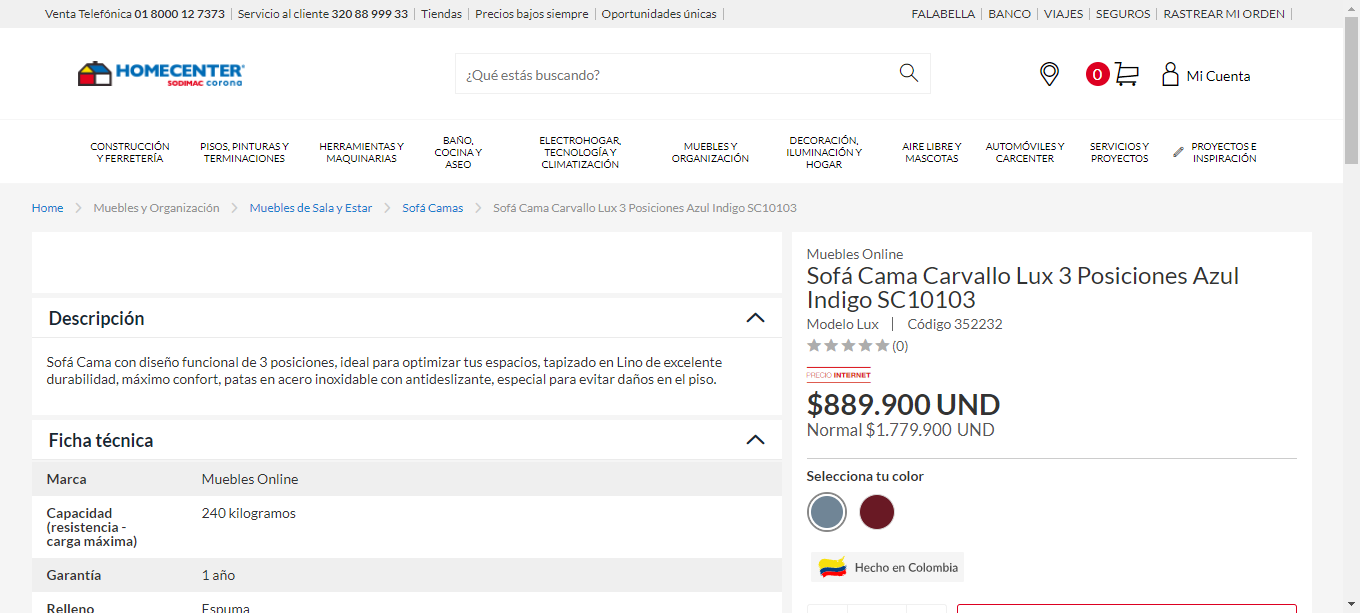 Venta Telefónica 01 8000 12 7373 | Servicio al cliente 320 88 999 33 | Tiendas | Precios bajos siempre | Oportunidades únicas |
FALABELLA | BANCO | VIAJES | SEGUROS | RASTREAR MI ORDEN |
HOMECENTER
SODIMAC corona
¿Qué estás buscando?
0
Mi Cuenta
CONSTRUCCIÓN
Y FERRETERÍA
PISOS, PINTURAS Y
TERMINACIONES
HERRAMIENTAS Y
MAQUINARIAS
BAÑO,
COCINA Y
ASEO
ELECTROHOGAR,
TECNOLOGÍA Y
CLIMATIZACIÓN
MUEBLES Y
ORGANIZACIÓN
DECORACIÓN,
ILUMINACIÓN Y
HOGAR
AIRE LIBRE Y
MASCOTAS
AUTOMÓVILES Y
CARCENTER
SERVICIOS Y
PROYECTOS
PROYECTOS E
INSPIRACIÓN
Home > Muebles y Organización > Muebles de Sala y Estar > Sofá Camas > Sofá Cama Carvallo Lux 3 Posiciones Azul Indigo SC10103
Descripción
Sofá Cama con diseño funcional de 3 posiciones, ideal para optimizar tus espacios, tapizado en Lino de excelente
durabilidad, máximo confort, patas en acero inoxidable con antideslizante, especial para evitar daños en el piso.
Ficha técnica
Marca Muebles Online
Capacidad 240 kilogramos
(resistencia -
carga máxima)
Garantía 1 año
Relleno Espuma
Muebles Online
Sofá Cama Carvallo Lux 3 Posiciones Azul
Indigo SC10103
Modelo Lux | Código 352232
(0)
PRECIO INTERNET
$889.900 UND
Normal $1.779.900 UND
Selecciona tu color
Hecho en Colombia